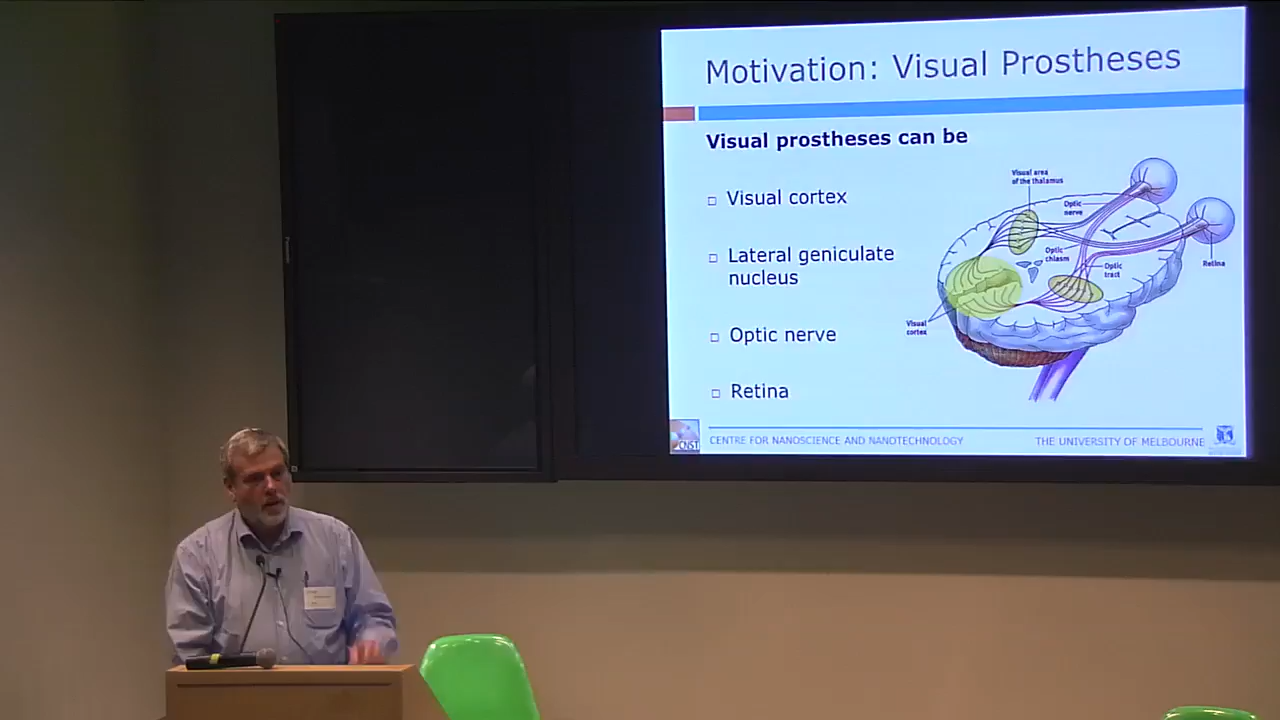 Motivation: Visual Prostheses
Visual prostheses can be
Visual cortex
Lateral geniculate
nucleus
Optic nerve
Retina
Visual area
of the thalamus
Optic
nerve
Optic
chiasm
Optic
tract
Retina
Visual
cortex
CNST
CENTRE FOR NANOSCIENCE AND NANOTECHNOLOGY
THE UNIVERSITY OF MELBOURNE